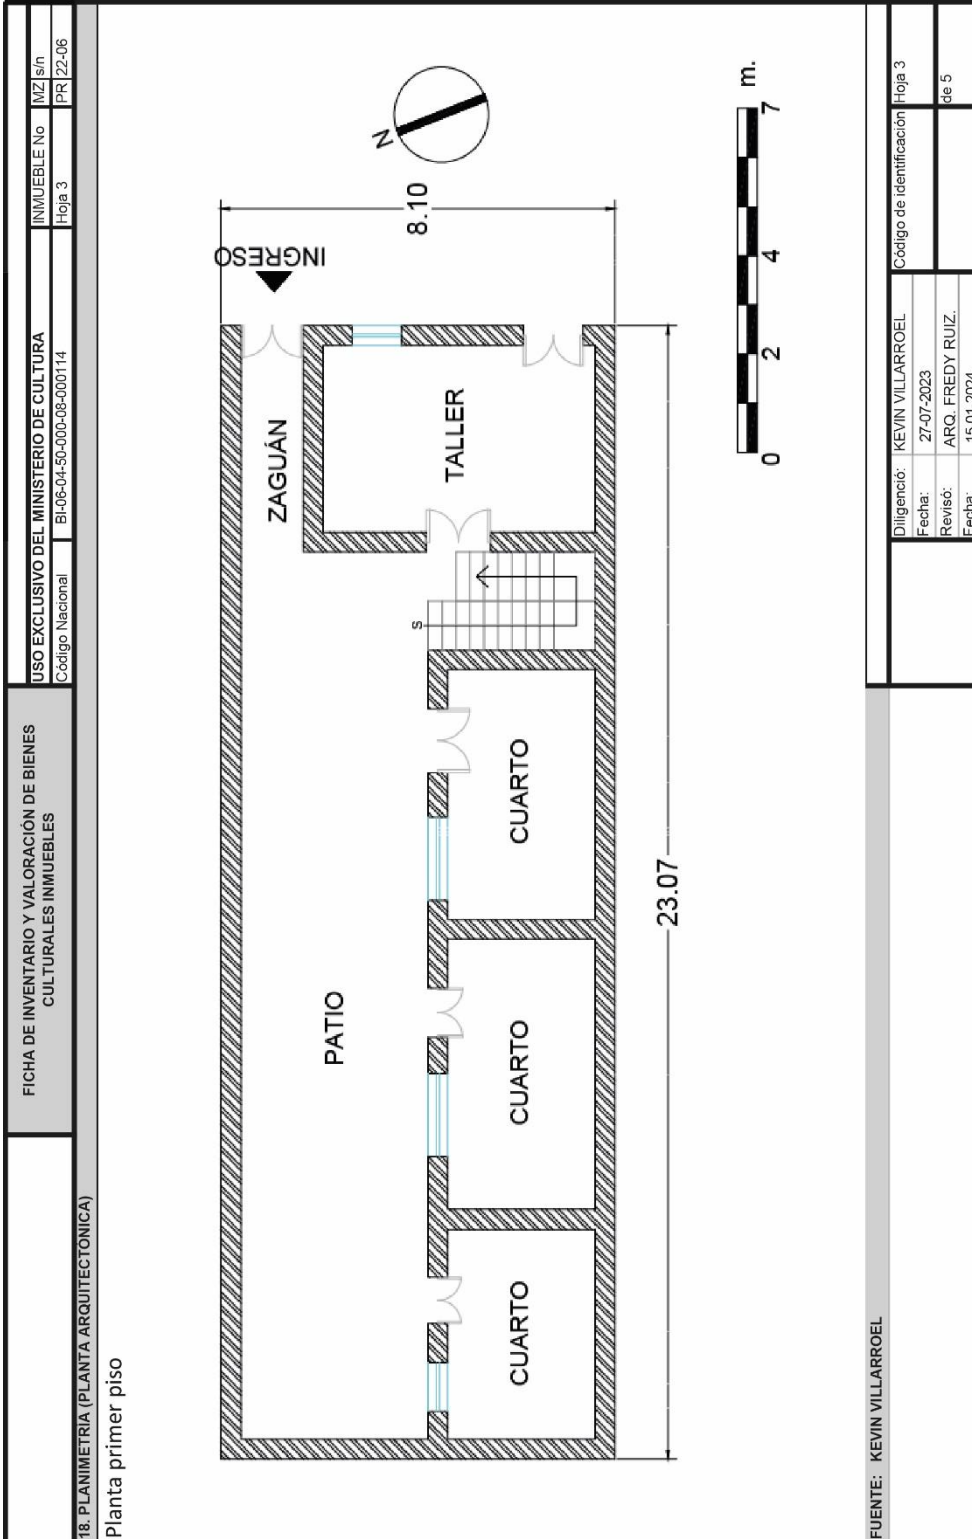 FICHA DE INVENTARIO Y VALORACIÓN DE BIENES
CULTURALES INMUEBLES
USO EXCLUSIVO DEL MINISTERIO DE CULTURA
INMUEBLE No
MZ
s/n
Código Nacional
BI-06-04-50-000-08-000114
Hoja 3
PR
22-06
18. PLANIMETRIA (PLANTA ARQUITECTONICA)
Planta primer piso
N
INGRESO
8.10
ZAGUÁN
TALLER
PATIO
S
CUARTO
CUARTO
CUARTO
23.07
0
2
4
7
m.
FUENTE: KEVIN VILLARROEL
Diligenció:
KEVIN VILLARROEL
Código de identificación
Hoja 3
Fecha:
27-07-2023
Revisó:
ARQ. FREDY RUIZ.
de 5
Fecha:
15 01 2024